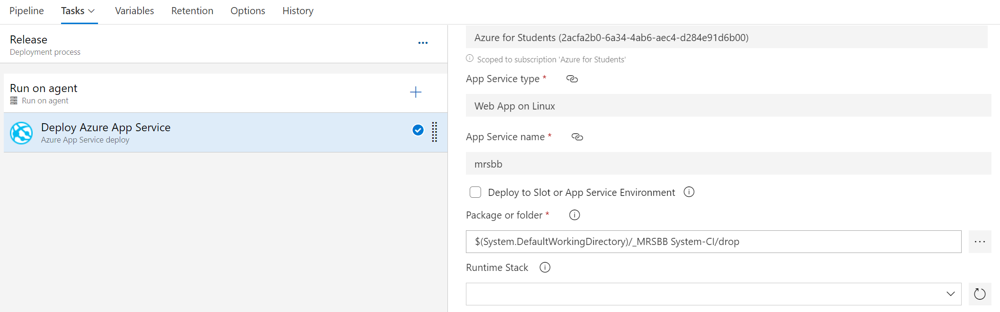 Pipeline Tasks Variables Retention Options History
Release
Deployment process
Run on agent
Run on agent
Deploy Azure App Service
Azure App Service deploy
Azure for Students (2acfa2b0-6a34-4ab6-aec4-d284e91d6b00)
Scoped to subscription 'Azure for Students'
App Service type *
Web App on Linux
App Service name *
mrsbb
Deploy to Slot or App Service Environment
Package or folder *
$(System.DefaultWorkingDirectory)/_MRSBB System-CI/drop
Runtime Stack